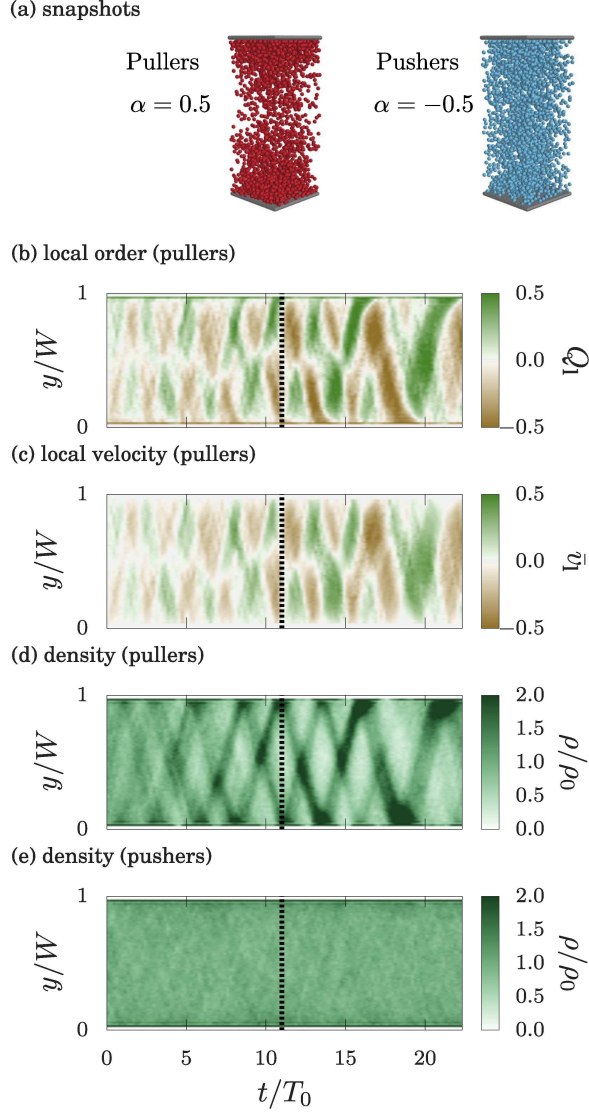 (a) snapshots
Pullers
α = 0.5
Pushers
α = −0.5
(b) local order (pullers)
1
y/W
0
0.5
0.0
−0.5
Q₁
(c) local velocity (pullers)
1
y/W
0
0.5
0.0
−0.5
v̄₁
(d) density (pullers)
1
y/W
0
2.0
1.5
1.0
0.5
0.0
ρ/ρ₀
(e) density (pushers)
1
y/W
0
2.0
1.5
1.0
0.5
0.0
ρ/ρ₀
0 5 10 15 20
t/T₀